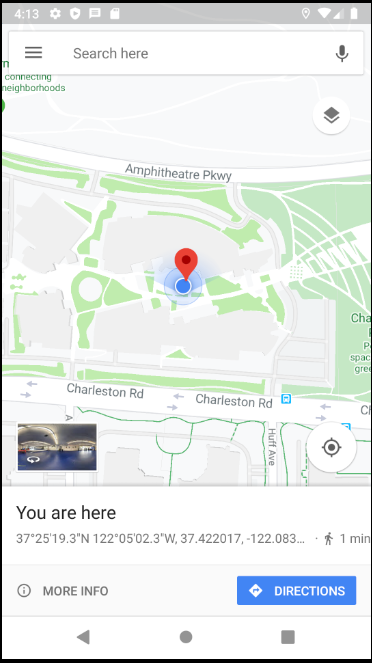 4:13
Search here
connecting
neighborhoods
Amphitheatre Pkwy
Cha
spac
gree
Charleston Rd
Charleston Rd
Ch
Huff Ave
You are here
37°25'19.3"N 122°05'02.3"W, 37.422017, -122.083... · 1 min
MORE INFO
DIRECTIONS